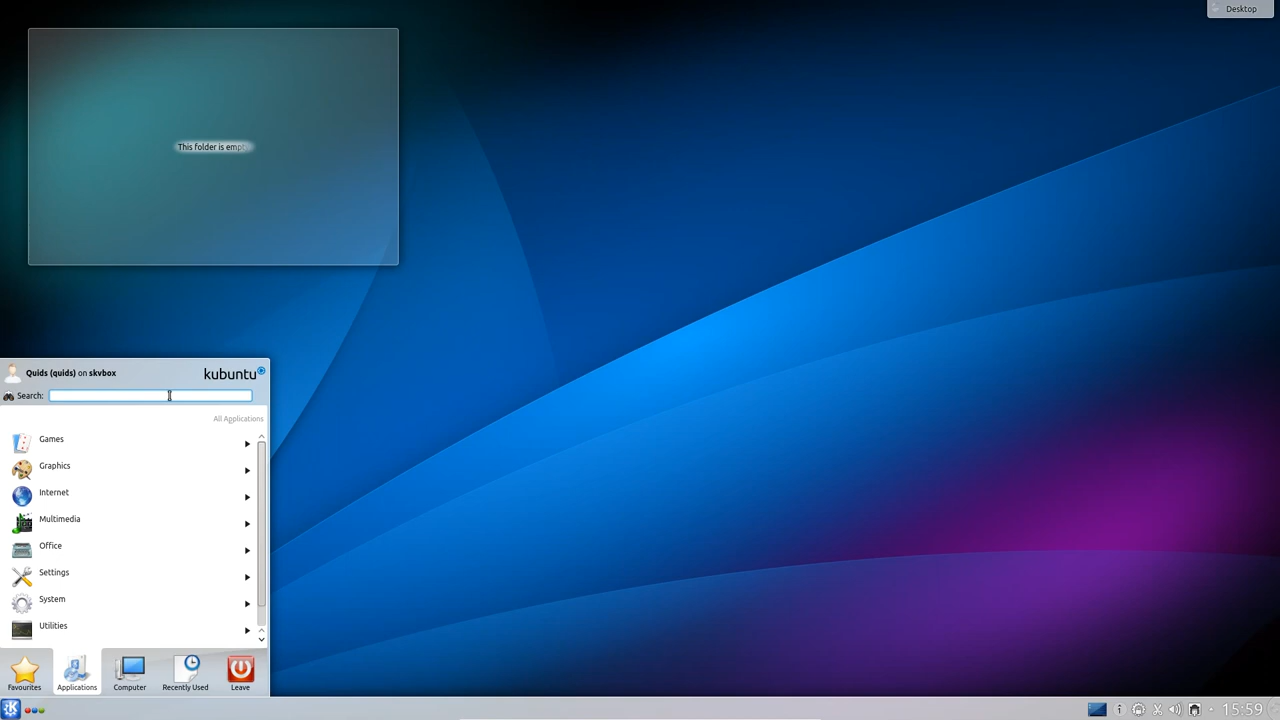 Desktop
This folder is empty
Quids (quids) on skvbox
kubuntu
Search:
All Applications
Games
Graphics
Internet
Multimedia
Office
Settings
System
Utilities
Favourites
Applications
Computer
Recently Used
Leave
15:59